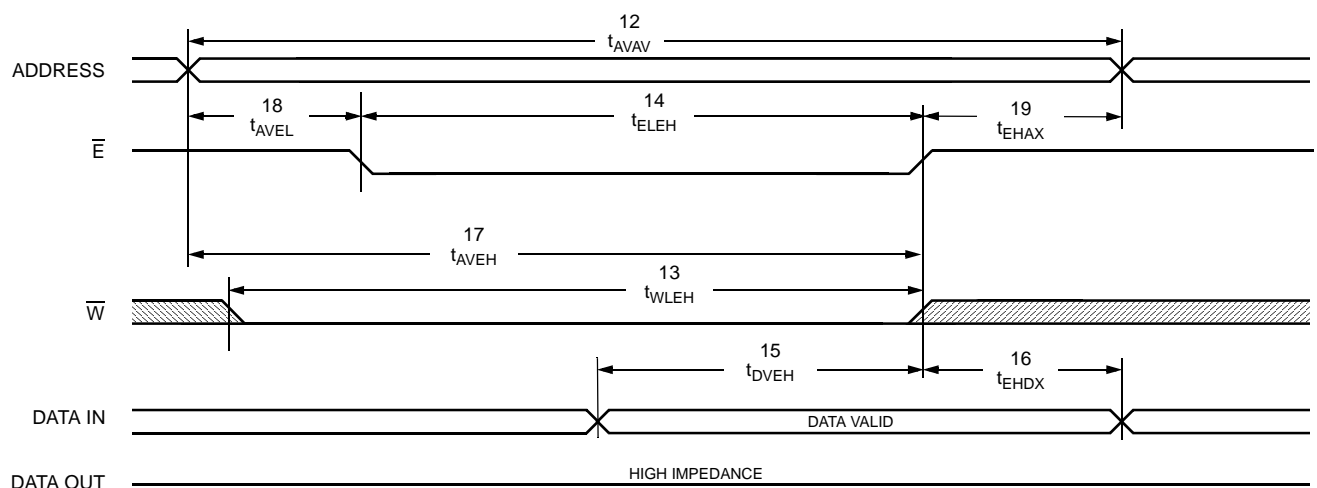 12
tAVAV
ADDRESS
18
tAVEL
14
tELEH
19
tEHAX
E
17
tAVEH
13
tWLEH
W
15
tDVEH
16
tEHDX
DATA IN
DATA VALID
DATA OUT
HIGH IMPEDANCE